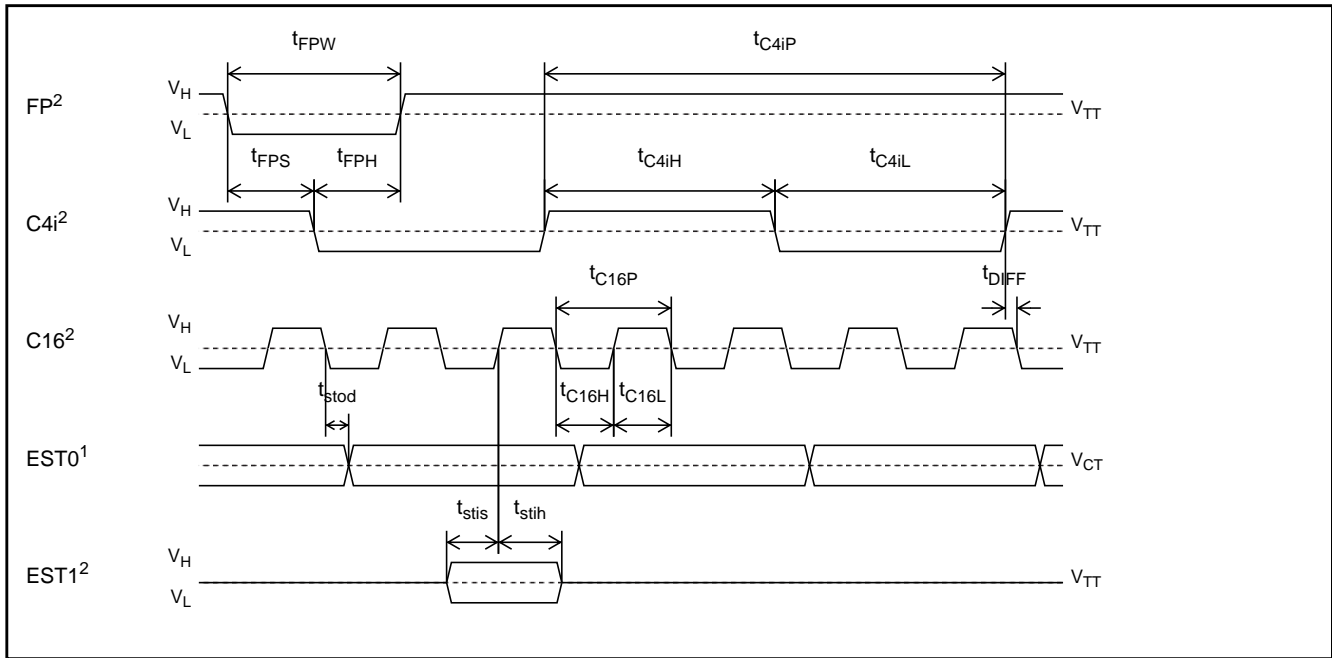 tFPW
tC4iP
VH
FP2
VTT
VL
tFPS
tFPH
tC4iH
tC4iL
VH
C4i2
VTT
VL
tC16P
tDIFF
VH
C162
VTT
VL
tstod
tC16H
tC16L
EST01
VCT
tstis
tstih
VH
EST12
VTT
VL